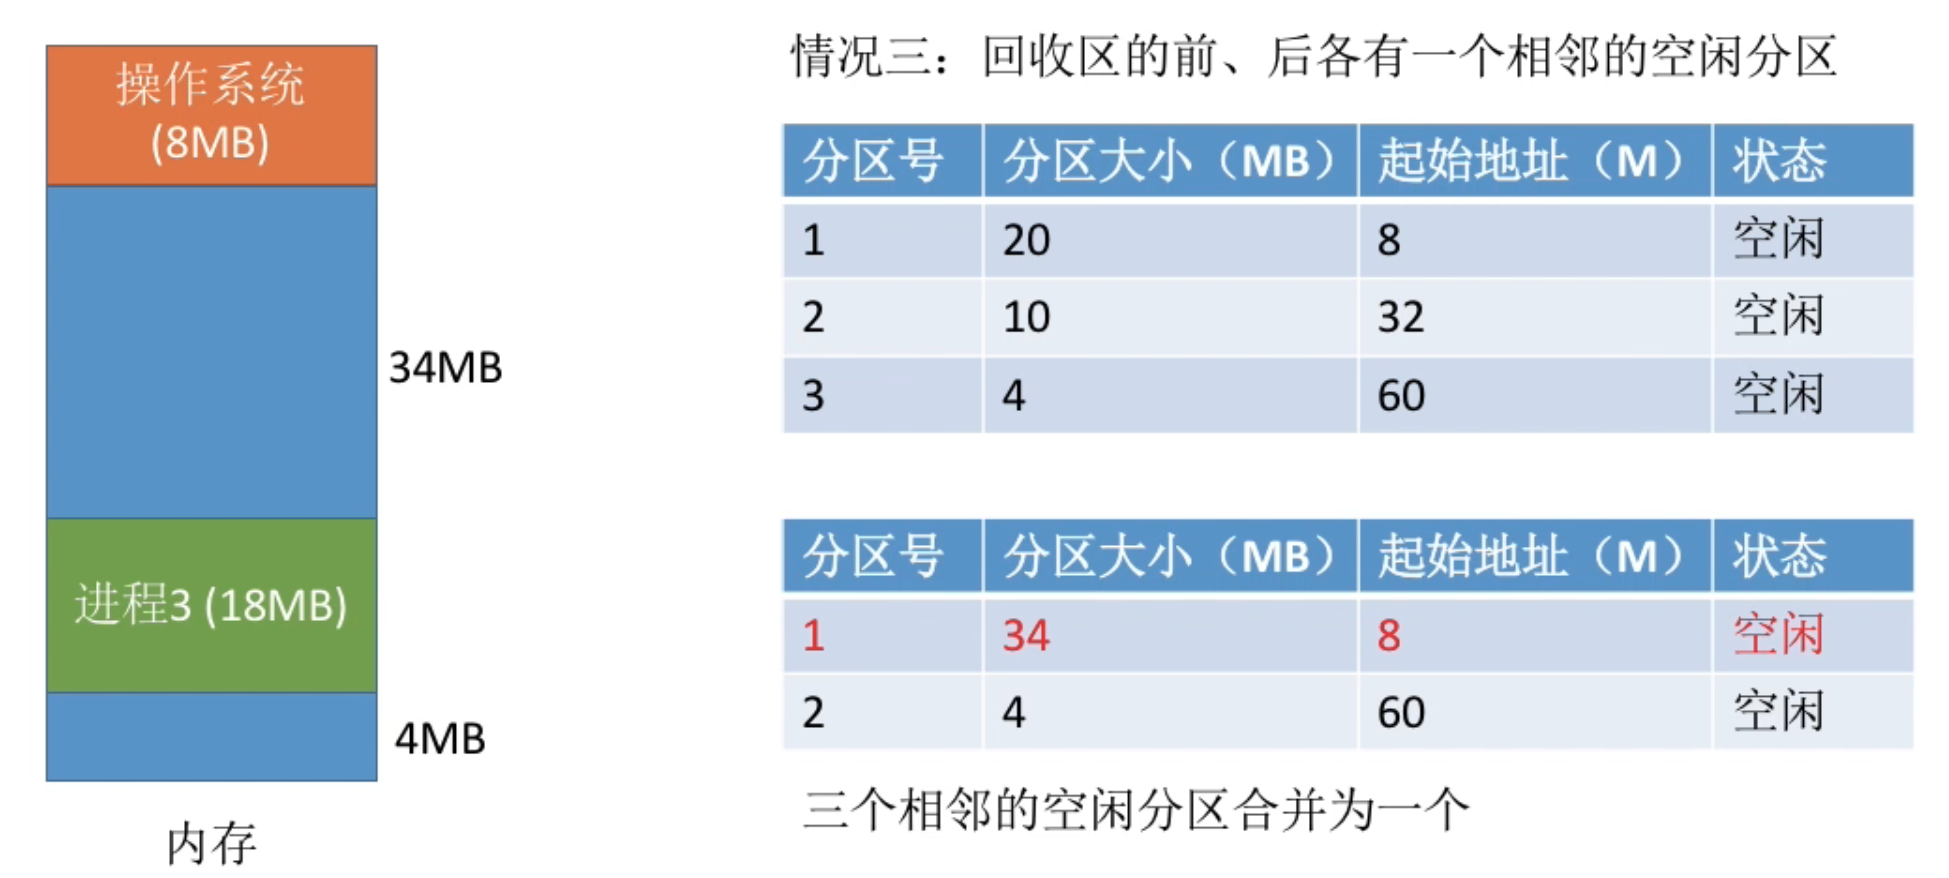 操作系统
(8MB)
34MB
进程3 (18MB)
4MB
内存
情况三：回收区的前、后各有一个相邻的空闲分区
分区号 分区大小（MB） 起始地址（M） 状态
1 20 8 空闲
2 10 32 空闲
3 4 60 空闲
分区号 分区大小（MB） 起始地址（M） 状态
1 34 8 空闲
2 4 60 空闲
三个相邻的空闲分区合并为一个